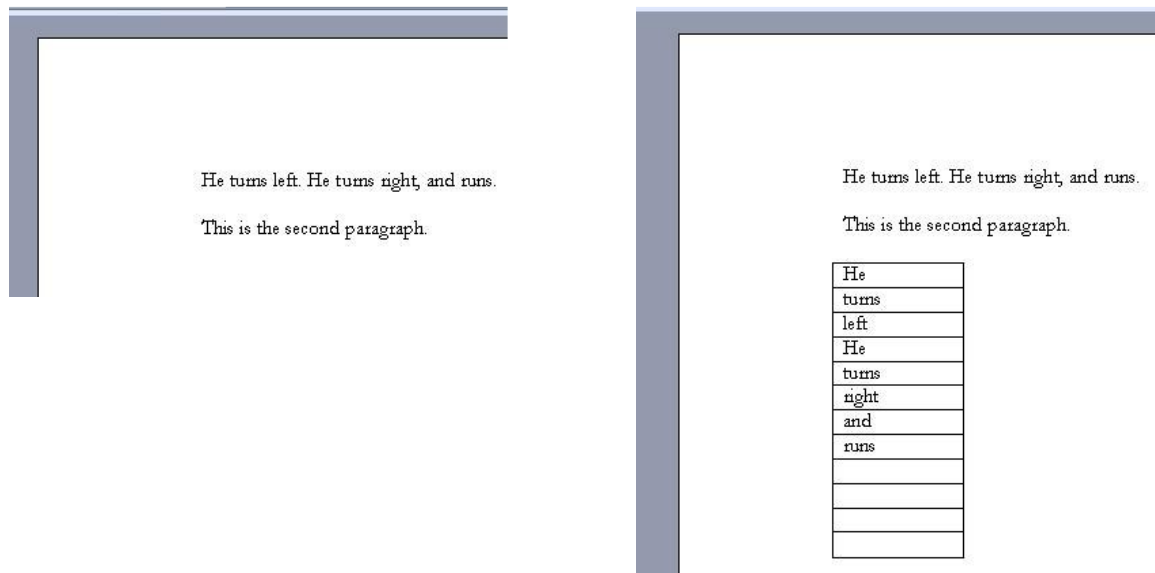 He turns left. He turns right, and runs.
This is the second paragraph.
He turns left. He turns right, and runs.
This is the second paragraph.
He
turns
left
He
turns
right
and
runs